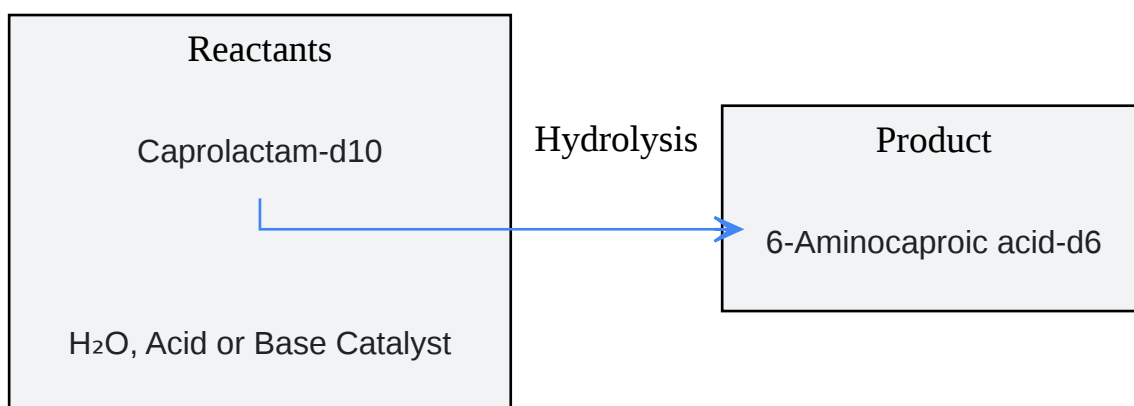 Reactants
Caprolactam-d10
H₂O, Acid or Base Catalyst
Hydrolysis
Product
6-Aminocaproic acid-d6